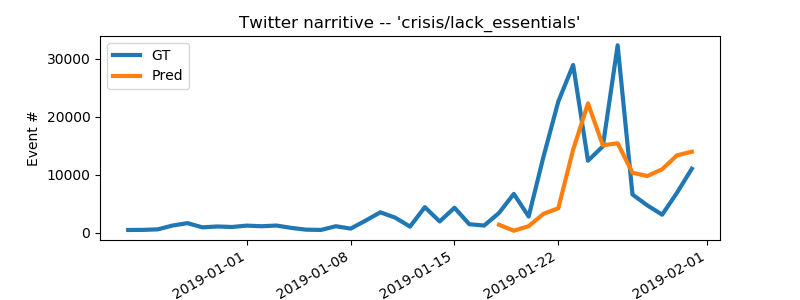 Twitter narritive -- 'crisis/lack_essentials'
GT
Pred
Event #
30000
20000
10000
0
2019-01-01
2019-01-08
2019-01-15
2019-01-22
2019-02-01